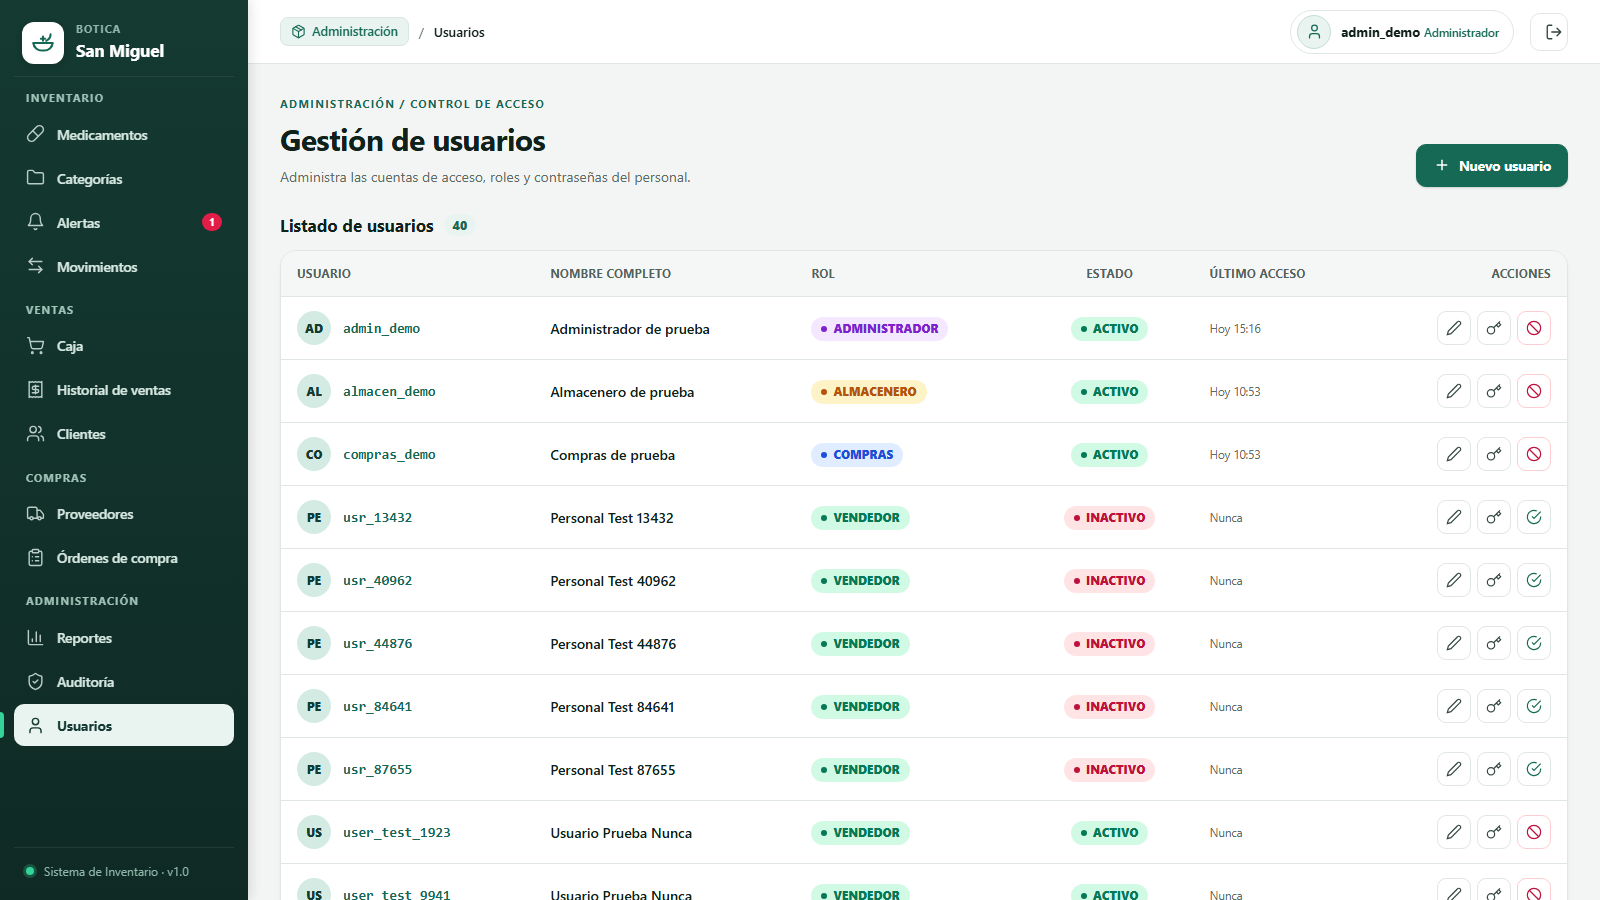 BOTICA
San Miguel
INVENTARIO
Medicamentos
Categorías
Alertas 1
Movimientos
VENTAS
Caja
Historial de ventas
Clientes
COMPRAS
Proveedores
Órdenes de compra
ADMINISTRACIÓN
Reportes
Auditoría
Usuarios
Sistema de Inventario · v1.0
Administración / Usuarios
admin_demo Administrador
ADMINISTRACIÓN / CONTROL DE ACCESO
Gestión de usuarios
Administra las cuentas de acceso, roles y contraseñas del personal.
+ Nuevo usuario
Listado de usuarios 40
USUARIO NOMBRE COMPLETO ROL ESTADO ÚLTIMO ACCESO ACCIONES
AD admin_demo Administrador de prueba ADMINISTRADOR ACTIVO Hoy 15:16
AL almacen_demo Almacenero de prueba ALMACENERO ACTIVO Hoy 10:53
CO compras_demo Compras de prueba COMPRAS ACTIVO Hoy 10:53
PE usr_13432 Personal Test 13432 VENDEDOR INACTIVO Nunca
PE usr_40962 Personal Test 40962 VENDEDOR INACTIVO Nunca
PE usr_44876 Personal Test 44876 VENDEDOR INACTIVO Nunca
PE usr_84641 Personal Test 84641 VENDEDOR INACTIVO Nunca
PE usr_87655 Personal Test 87655 VENDEDOR INACTIVO Nunca
US user_test_1923 Usuario Prueba Nunca VENDEDOR ACTIVO Nunca
US user_test_9941 Usuario Prueba Nunca VENDEDOR ACTIVO Nunca